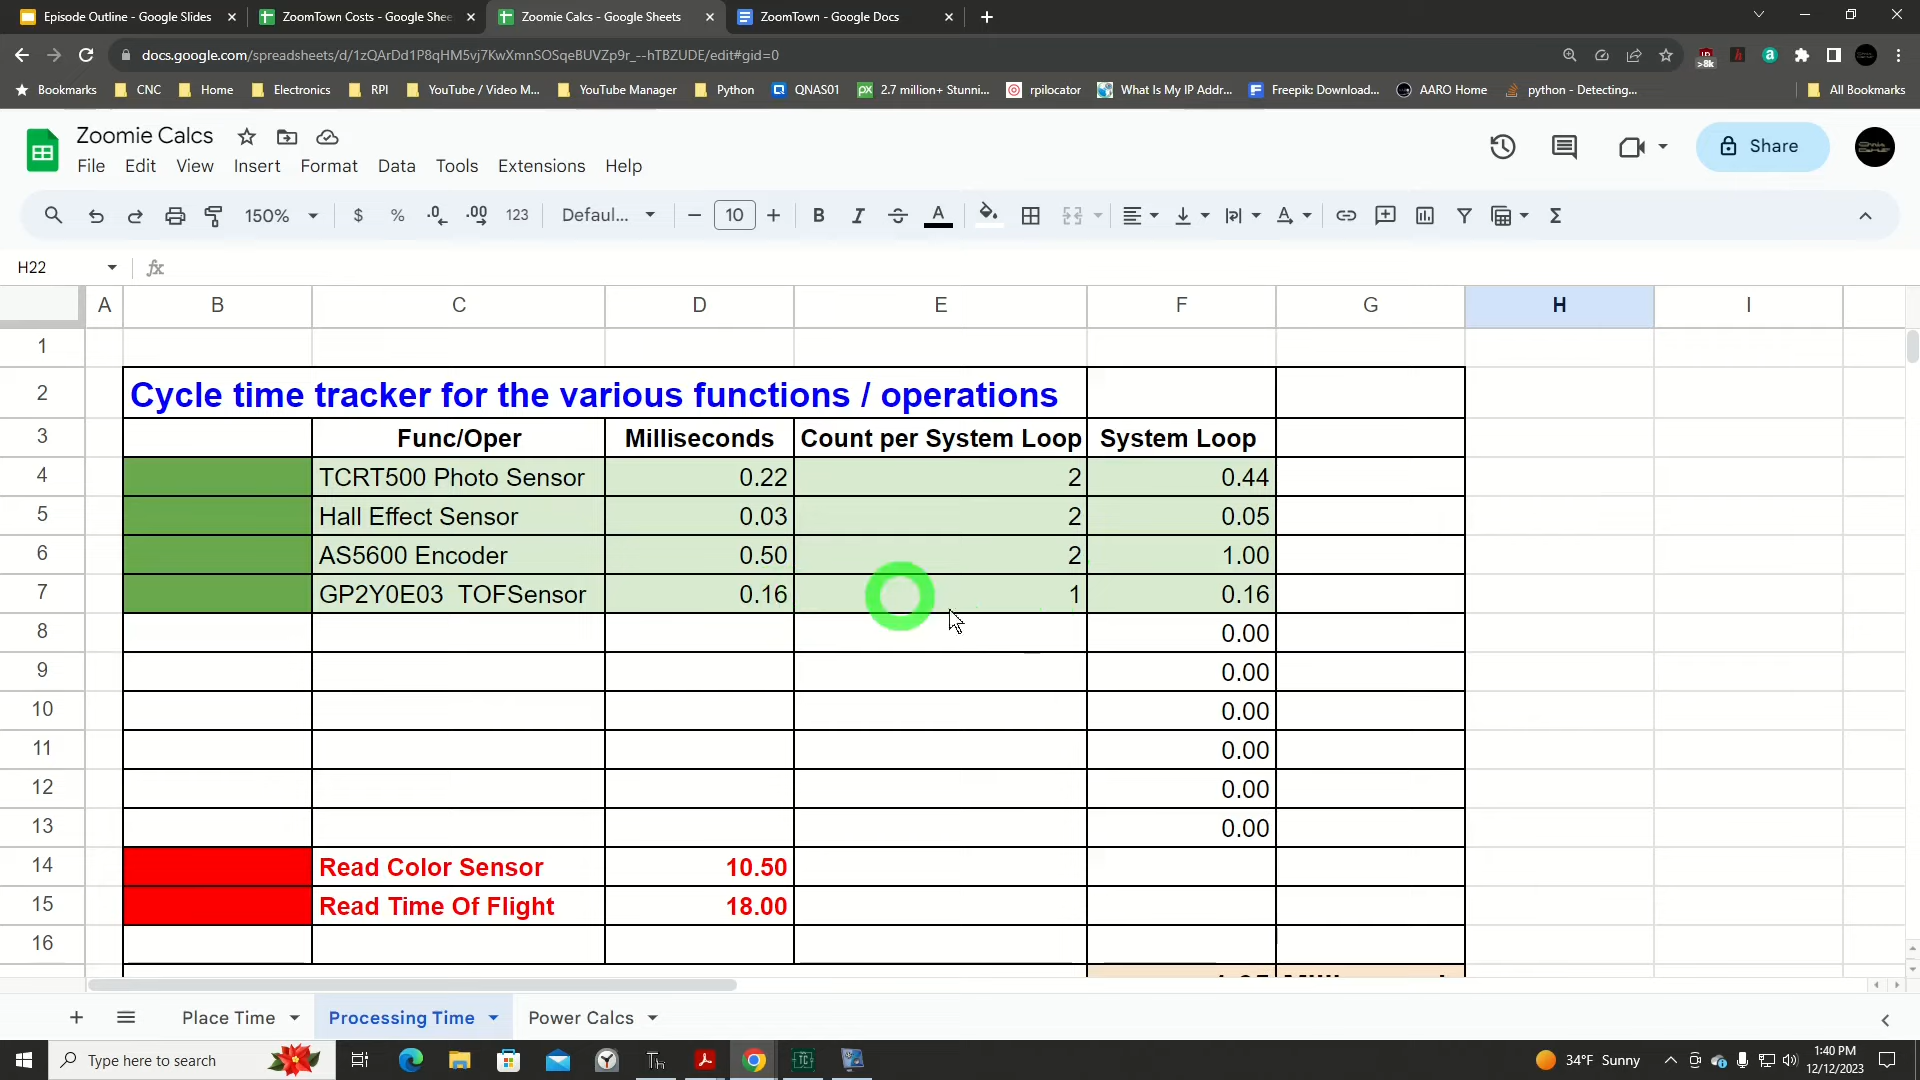 Episode Outline - Google Slides
ZoomTown Costs - Google Shee
Zoomie Calcs - Google Sheets
ZoomTown - Google Docs
docs.google.com/spreadsheets/d/1zQArDd1P8qHM5vj7KwXmnSOSqeBUVZp9r_--hTBZUDE/edit#gid=0
>8k
Bookmarks CNC Home Electronics RPI YouTube / Video M... YouTube Manager Python QNAS01 2.7 million+ Stunni... rpilocator What Is My IP Addr... Freepik: Download... AARO Home python - Detecting... All Bookmarks
Zoomie Calcs
Share
File Edit View Insert Format Data Tools Extensions Help
150% $ % .0 .00 123 Defaul... 10 B I A
H22
fx
A B C D E F G H I
1
2 Cycle time tracker for the various functions / operations
3 Func/Oper Milliseconds Count per System Loop System Loop
4 TCRT500 Photo Sensor 0.22 2 0.44
5 Hall Effect Sensor 0.03 2 0.05
6 AS5600 Encoder 0.50 2 1.00
7 GP2Y0E03  TOFSensor 0.16 1 0.16
8 0.00
9 0.00
10 0.00
11 0.00
12 0.00
13 0.00
14 Read Color Sensor 10.50
15 Read Time Of Flight 18.00
16
Place Time Processing Time Power Calcs
Type here to search
34°F Sunny
1:40 PM
12/12/2023